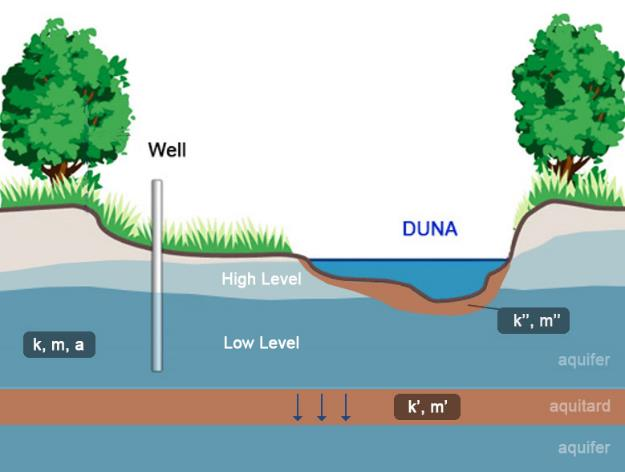 Well
DUNA
High Level
k'', m''
k, m, a
Low Level
aquifer
k', m'
aquitard
aquifer